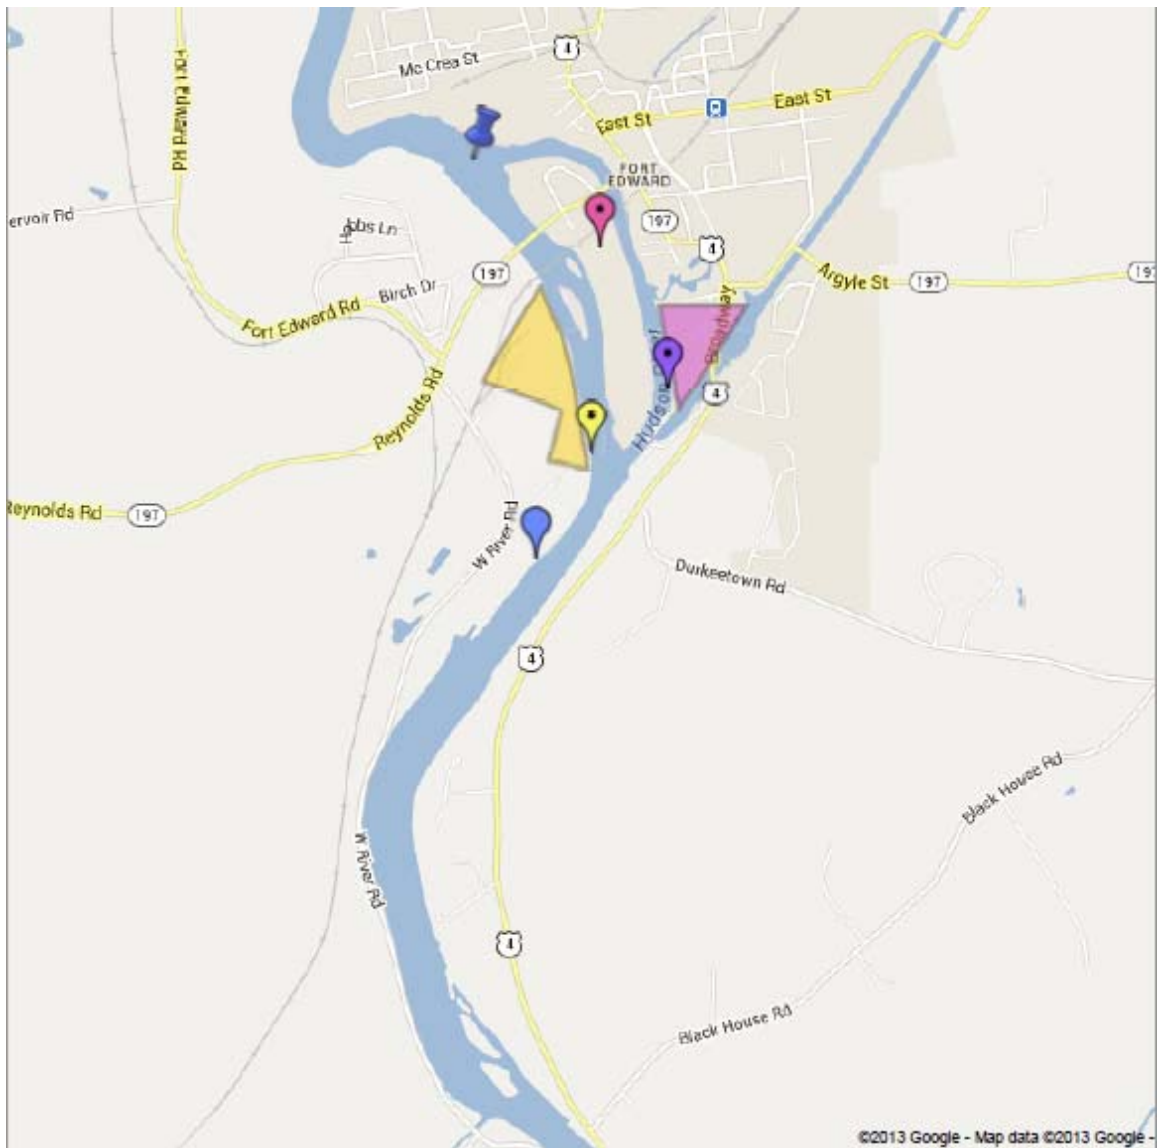 4
Mc Crea St
Fort Edward Rd
East St
East St
FORT
EDWARD
ervoir Rd
Hobbs Ln
197
4
197
Birch Dr
Argyle St
197
197
Fort Edward Rd
Broadway
Reynolds Rd
4
Hudson
Reynolds Rd
197
W River Rd
Durkeetown Rd
4
Black House Rd
W River Rd
4
Black House Rd
©2013 Google - Map data ©2013 Google -